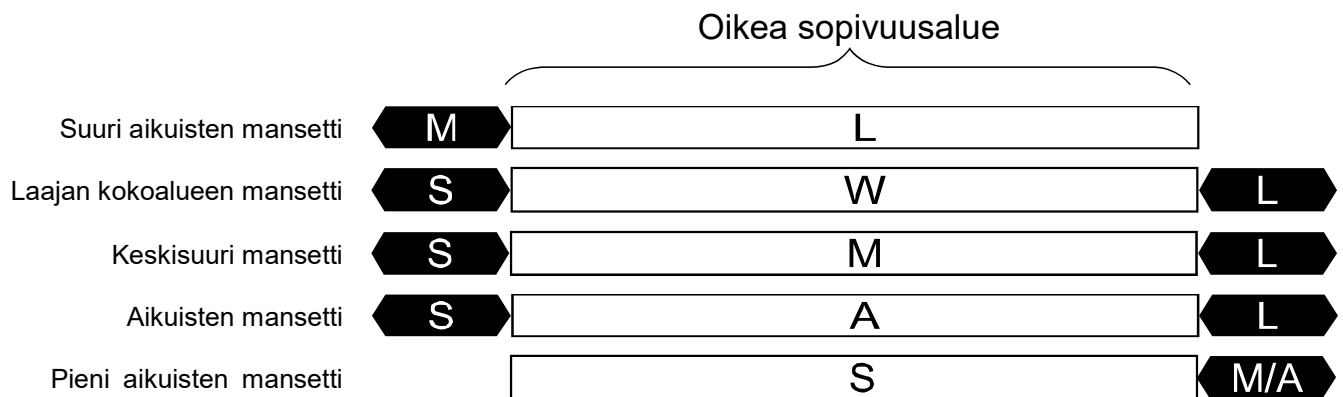 Oikea sopivuusalue
Suuri aikuisten mansetti M L
Laajan kokoalueen mansetti S W L
Keskisuuri mansetti S M L
Aikuisten mansetti S A L
Pieni aikuisten mansetti S M/A